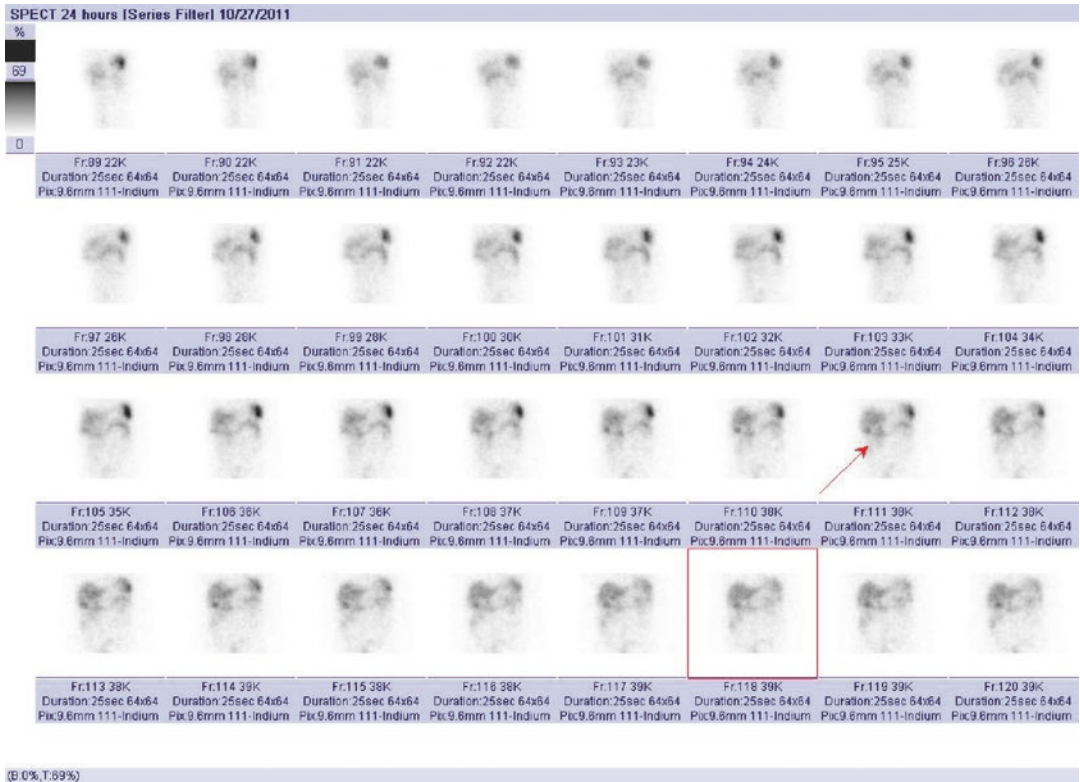 SPECT 24 hours [Series Filter] 10/27/2011
%
69
0
Fr:89 22K Fr:90 22K Fr:91 22K Fr:92 22K Fr:93 23K Fr:94 24K Fr:95 25K Fr:96 26K
Duration:25sec 64x64 Duration:25sec 64x64 Duration:25sec 64x64 Duration:25sec 64x64 Duration:25sec 64x64 Duration:25sec 64x64 Duration:25sec 64x64 Duration:25sec 64x64
Pix:9.6mm 111-Indium Pix:9.6mm 111-Indium Pix:9.6mm 111-Indium Pix:9.6mm 111-Indium Pix:9.6mm 111-Indium Pix:9.6mm 111-Indium Pix:9.6mm 111-Indium Pix:9.6mm 111-Indium
Fr:97 26K Fr:98 28K Fr:99 28K Fr:100 30K Fr:101 31K Fr:102 32K Fr:103 33K Fr:104 34K
Duration:25sec 64x64 Duration:25sec 64x64 Duration:25sec 64x64 Duration:25sec 64x64 Duration:25sec 64x64 Duration:25sec 64x64 Duration:25sec 64x64 Duration:25sec 64x64
Pix:9.6mm 111-Indium Pix:9.6mm 111-Indium Pix:9.6mm 111-Indium Pix:9.6mm 111-Indium Pix:9.6mm 111-Indium Pix:9.6mm 111-Indium Pix:9.6mm 111-Indium Pix:9.6mm 111-Indium
Fr:105 35K Fr:106 36K Fr:107 36K Fr:108 37K Fr:109 37K Fr:110 38K Fr:111 38K Fr:112 38K
Duration:25sec 64x64 Duration:25sec 64x64 Duration:25sec 64x64 Duration:25sec 64x64 Duration:25sec 64x64 Duration:25sec 64x64 Duration:25sec 64x64 Duration:25sec 64x64
Pix:9.6mm 111-Indium Pix:9.6mm 111-Indium Pix:9.6mm 111-Indium Pix:9.6mm 111-Indium Pix:9.6mm 111-Indium Pix:9.6mm 111-Indium Pix:9.6mm 111-Indium Pix:9.6mm 111-Indium
Fr:113 38K Fr:114 39K Fr:115 38K Fr:116 38K Fr:117 39K Fr:118 39K Fr:119 39K Fr:120 39K
Duration:25sec 64x64 Duration:25sec 64x64 Duration:25sec 64x64 Duration:25sec 64x64 Duration:25sec 64x64 Duration:25sec 64x64 Duration:25sec 64x64 Duration:25sec 64x64
Pix:9.6mm 111-Indium Pix:9.6mm 111-Indium Pix:9.6mm 111-Indium Pix:9.6mm 111-Indium Pix:9.6mm 111-Indium Pix:9.6mm 111-Indium Pix:9.6mm 111-Indium Pix:9.6mm 111-Indium
(B:0%,T:69%)